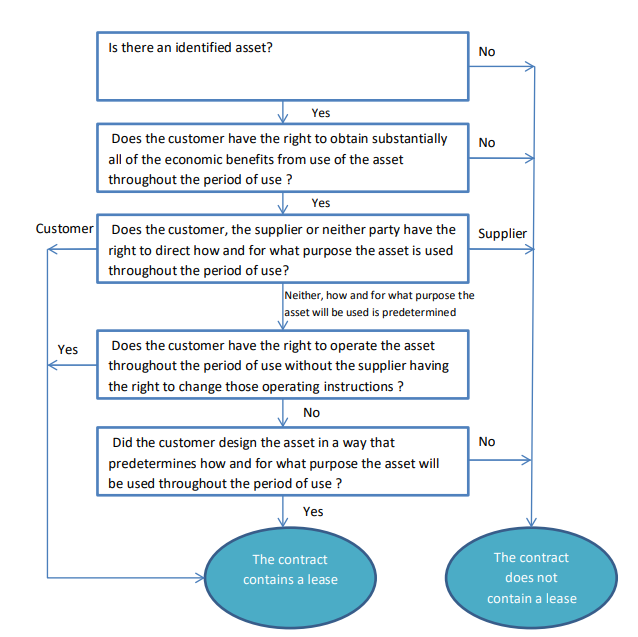 Is there an identified asset?
No
Yes
Does the customer have the right to obtain substantially
all of the economic benefits from use of the asset
throughout the period of use ?
No
Yes
Customer
Does the customer, the supplier or neither party have the
right to direct how and for what purpose the asset is used
throughout the period of use?
Supplier
Neither, how and for what purpose the
asset will be used is predetermined
Yes
Does the customer have the right to operate the asset
throughout the period of use without the supplier having
the right to change those operating instructions ?
No
Did the customer design the asset in a way that
predetermines how and for what purpose the asset will
be used throughout the period of use ?
No
Yes
The contract
contains a lease
The contract
does not
contain a lease